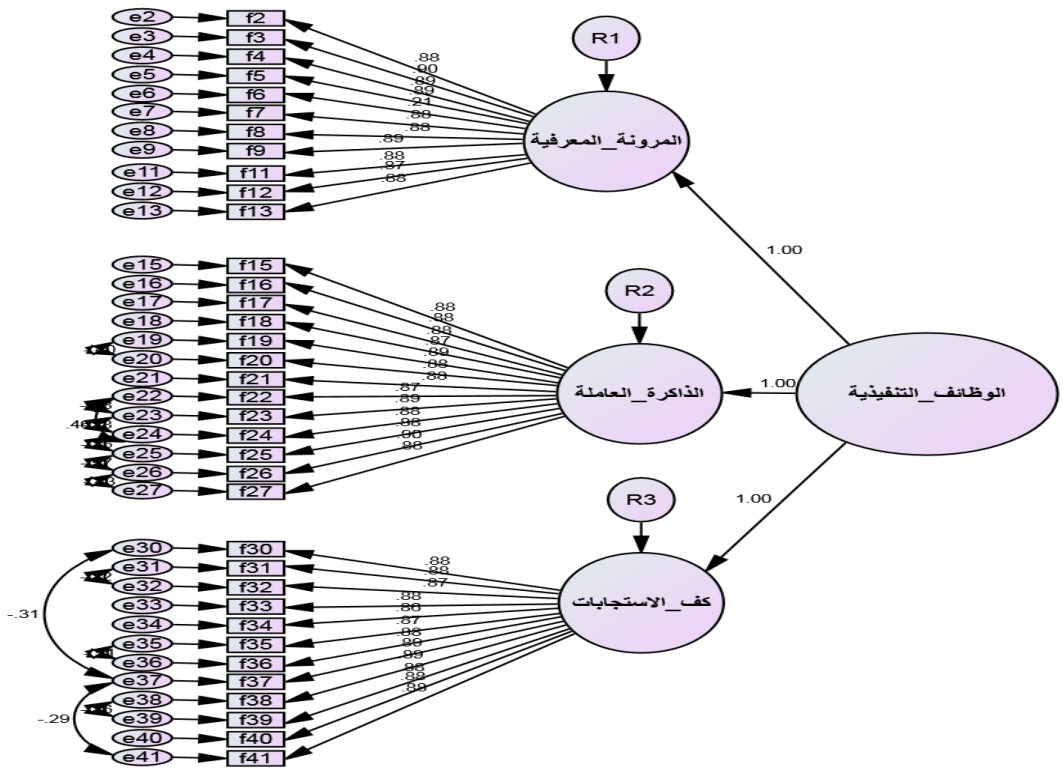 e2 f2
e3 f3
e4 f4
e5 f5
e6 f6
e7 f7
e8 f8
e9 f9
e11 f11
e12 f12
e13 f13
.88
.90
.89
.89
.21
.88
.88
.89
.88
.87
.88
R1
المرونة_المعرفية
1.00
e15 f15
e16 f16
e17 f17
e18 f18
e19 f19
e20 f20
e21 f21
e22 f22
e23 f23
e24 f24
e25 f25
e26 f26
e27 f27
.88
.88
.88
.87
.89
.88
.88
.87
.89
.88
.88
.90
.88
R2
الذاكرة_العاملة
1.00
الوظائف_التنفيذية
e30 f30
e31 f31
e32 f32
e33 f33
e34 f34
e35 f35
e36 f36
e37 f37
e38 f38
e39 f39
e40 f40
e41 f41
-.31
-.29
.88
.88
.87
.88
.86
.87
.88
.89
.88
.88
R3
كف_الاستجابات
1.00